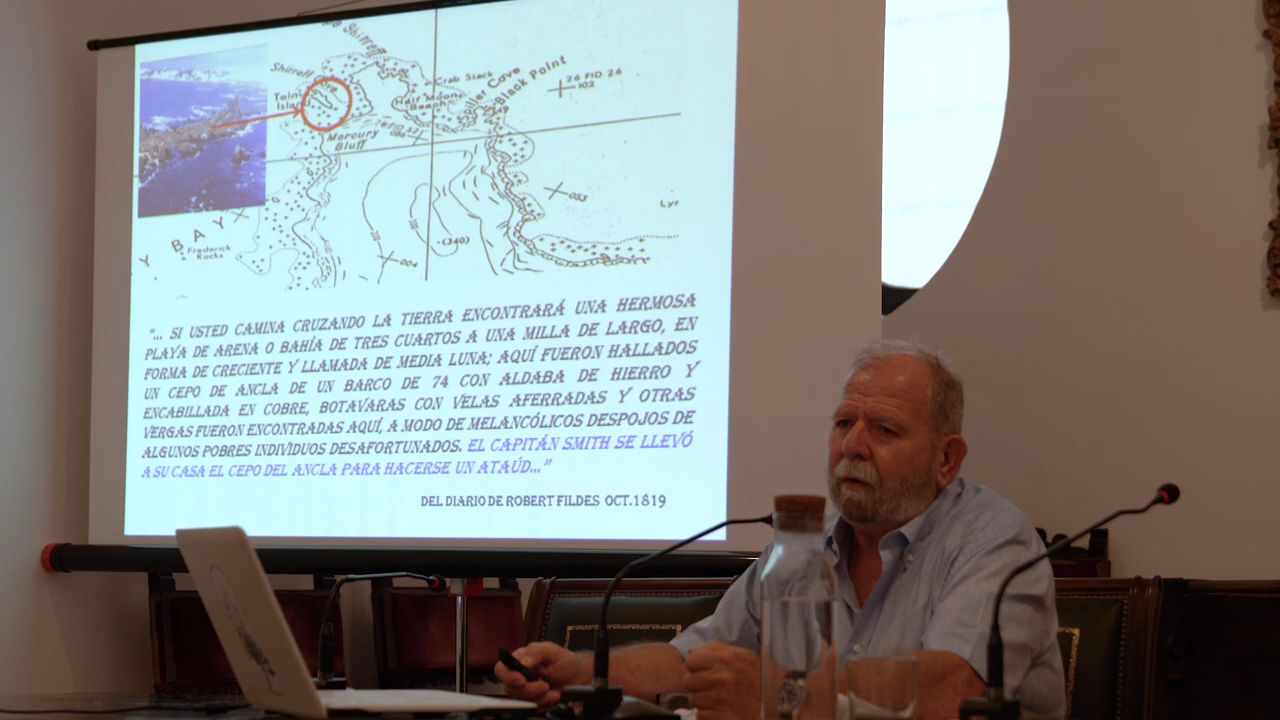 Shirreff
Crab Stack
Half Moon Beach
Cave
Black Point
26 FID 26
102
Mercury
Bluff
055
Lyr
(340)
004
BAY
Frederick
Rocks
"... SI USTED CAMINA CRUZANDO LA TIERRA ENCONTRARÁ UNA HERMOSA
PLAYA DE ARENA O BAHÍA DE TRES CUARTOS A UNA MILLA DE LARGO, EN
FORMA DE CRECIENTE Y LLAMADA DE MEDIA LUNA; AQUÍ FUERON HALLADOS
UN CEPO DE ANCLA DE UN BARCO DE 74 CON ALDABA DE HIERRO Y
ENCABILLADA EN COBRE, BOTAVARAS CON VELAS AFERRADAS Y OTRAS
VERGAS FUERON ENCONTRADAS AQUÍ, A MODO DE MELANCÓLICOS DESPOJOS DE
ALGUNOS POBRES INDIVIDUOS DESAFORTUNADOS. EL CAPITÁN SMITH SE LLEVÓ
A SU CASA EL CEPO DEL ANCLA PARA HACERSE UN ATAÚD..."
DEL DIARIO DE ROBERT FILDES OCT.1819